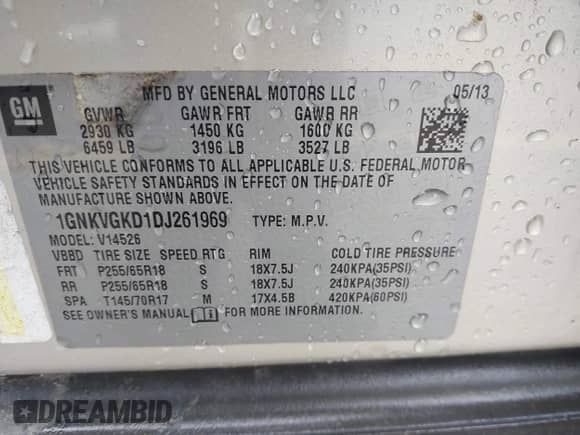 GM
MFD BY GENERAL MOTORS LLC 05/13
GVWR GAWR FRT GAWR RR
2930 KG 1450 KG 1600 KG
6459 LB 3196 LB 3527 LB
THIS VEHICLE CONFORMS TO ALL APPLICABLE U.S. FEDERAL MOTOR
VEHICLE SAFETY STANDARDS IN EFFECT ON THE DATE OF
MANUFACTURE SHOWN ABOVE.
1GNKVGKD1DJ261969 TYPE: M.P.V.
MODEL: V14526
VBBD TIRE SIZE SPEED RTG RIM COLD TIRE PRESSURE
FRT P255/65R18 S 18X7.5J 240KPA(35PSI)
RR P255/65R18 S 18X7.5J 240KPA(35PSI)
SPA T145/70R17 M 17X4.5B 420KPA(60PSI)
SEE OWNER'S MANUAL FOR MORE INFORMATION.
DREAMBID